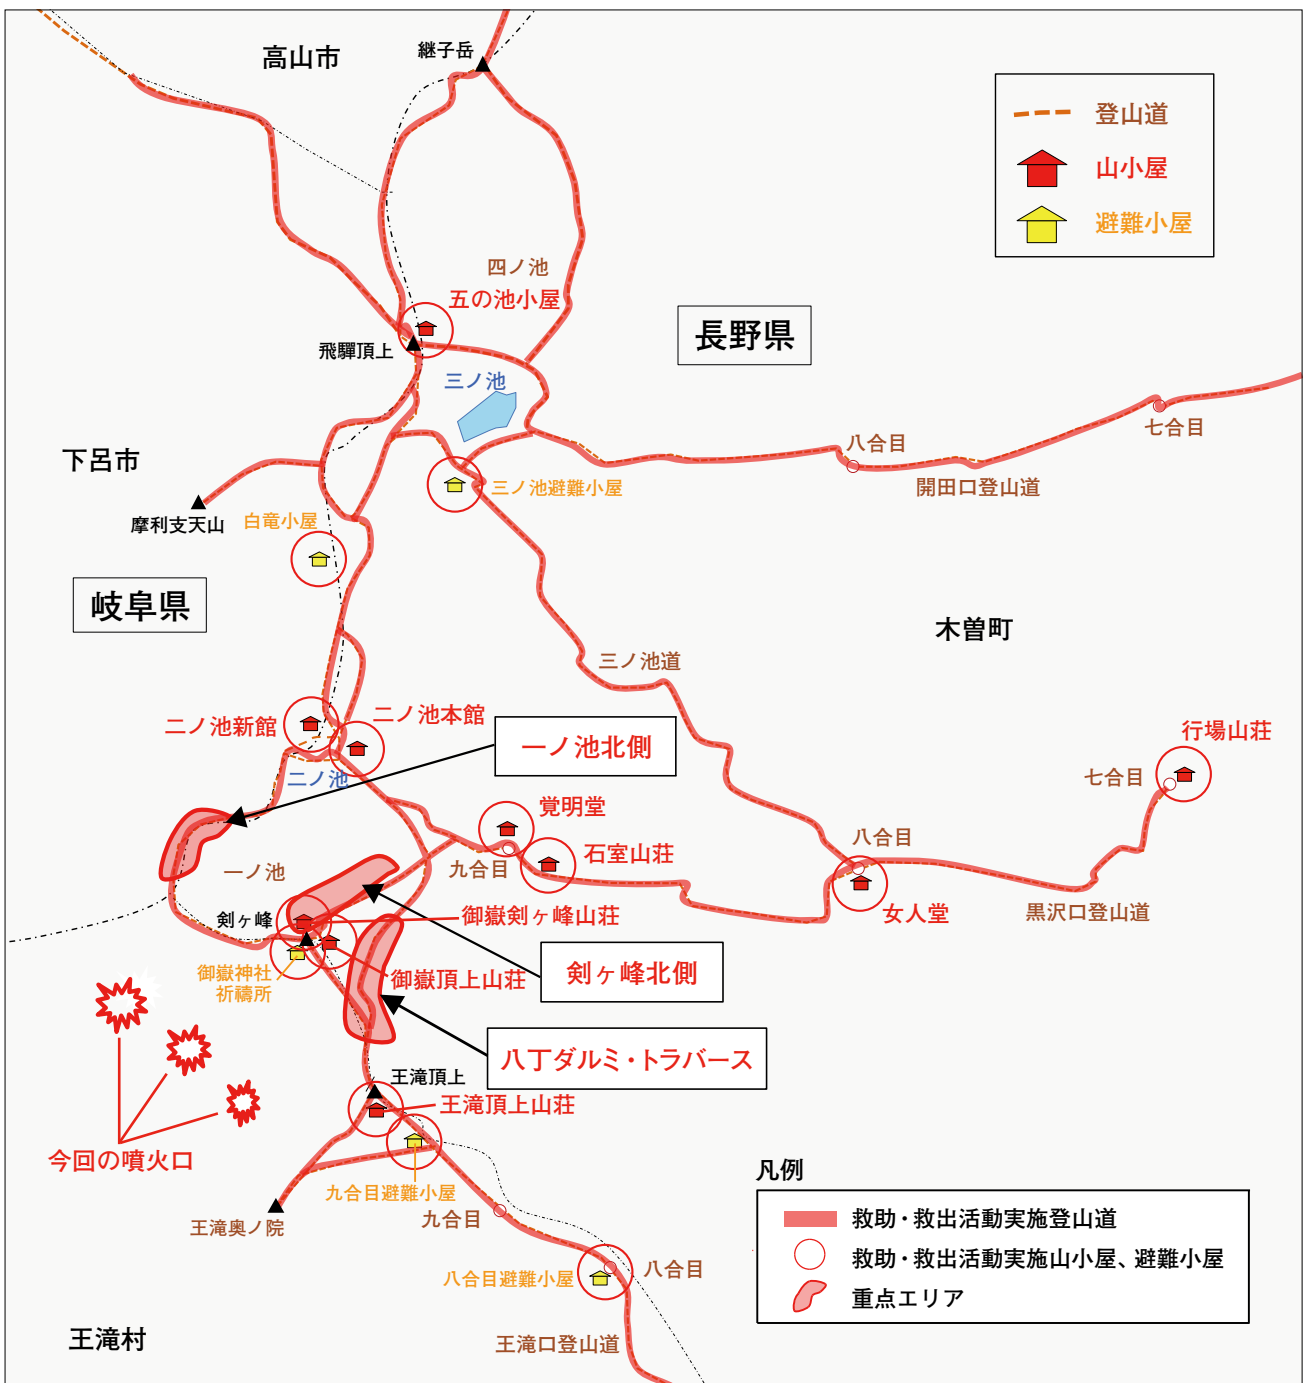 高山市
継子岳
登山道
山小屋
避難小屋
四ノ池
五の池小屋
長野県
飛驒頂上
三ノ池
七合目
八合目
下呂市
開田口登山道
三ノ池避難小屋
摩利支天山
白竜小屋
岐阜県
木曽町
三ノ池道
二ノ池新館
二ノ池本館
一ノ池北側
行場山荘
七合目
二ノ池
覚明堂
八合目
石室山荘
九合目
一ノ池
女人堂
黒沢口登山道
剣ヶ峰
御嶽剣ヶ峰山荘
剣ヶ峰北側
御嶽神社
祈禱所
御嶽頂上山荘
八丁ダルミ・トラバース
王滝頂上
王滝頂上山荘
今回の噴火口
九合目避難小屋
王滝奥ノ院
九合目
八合目避難小屋
八合目
王滝口登山道
王滝村
凡例
救助・救出活動実施登山道
救助・救出活動実施山小屋、避難小屋
重点エリア